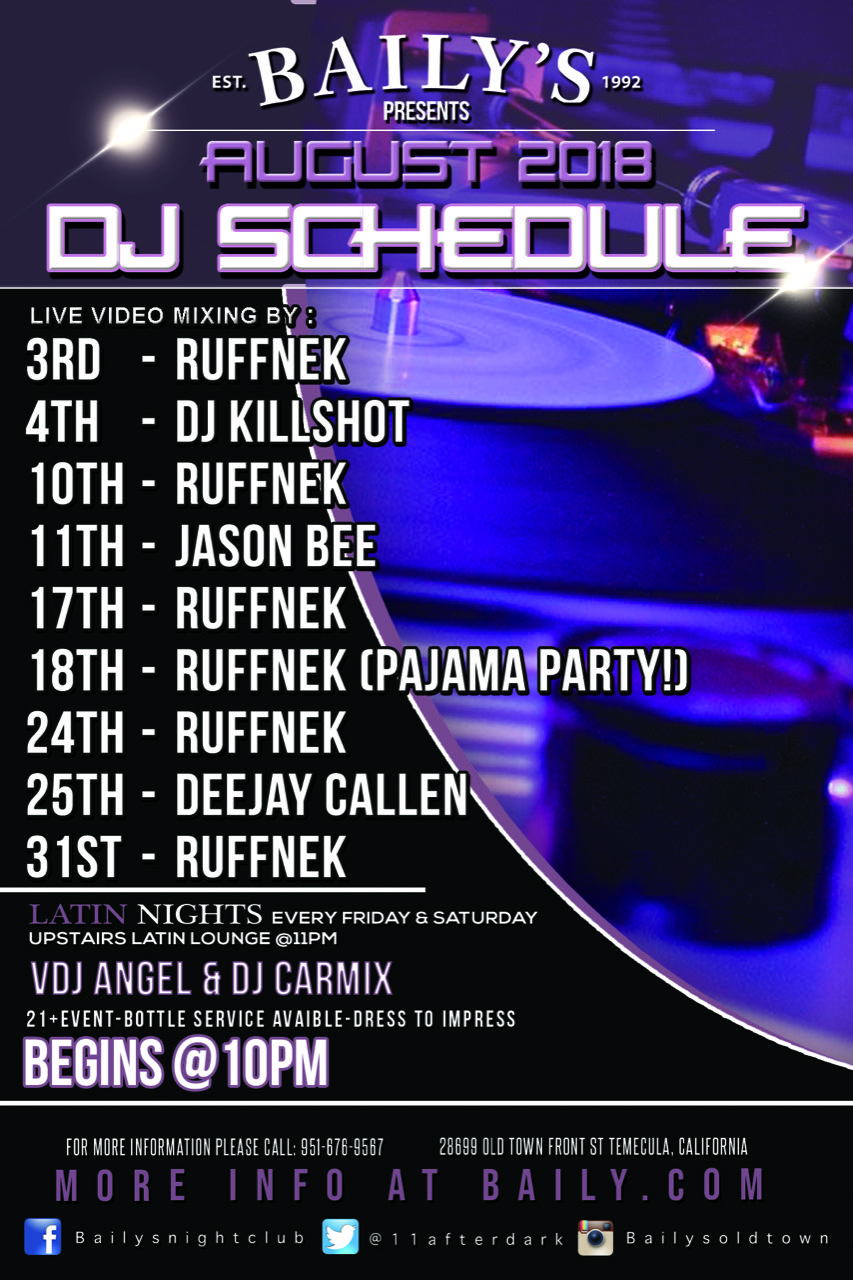 EST. BAILY'S 1992
PRESENTS
AUGUST 2018
DJ SCHEDULE
LIVE VIDEO MIXING BY :
3RD - RUFFNEK
4TH - DJ KILLSHOT
10TH - RUFFNEK
11TH - JASON BEE
17TH - RUFFNEK
18TH - RUFFNEK (PAJAMA PARTY!)
24TH - RUFFNEK
25TH - DEEJAY CALLEN
31ST - RUFFNEK
LATIN NIGHTS EVERY FRIDAY & SATURDAY
UPSTAIRS LATIN LOUNGE @11PM
VDJ ANGEL & DJ CARMIX
21+EVENT-BOTTLE SERVICE AVAIBLE-DRESS TO IMPRESS
BEGINS @10PM
FOR MORE INFORMATION PLEASE CALL: 951-676-9567 28699 OLD TOWN FRONT ST TEMECULA, CALIFORNIA
MORE INFO AT BAILY.COM
Bailysnightclub @11afterdark Bailysoldtown